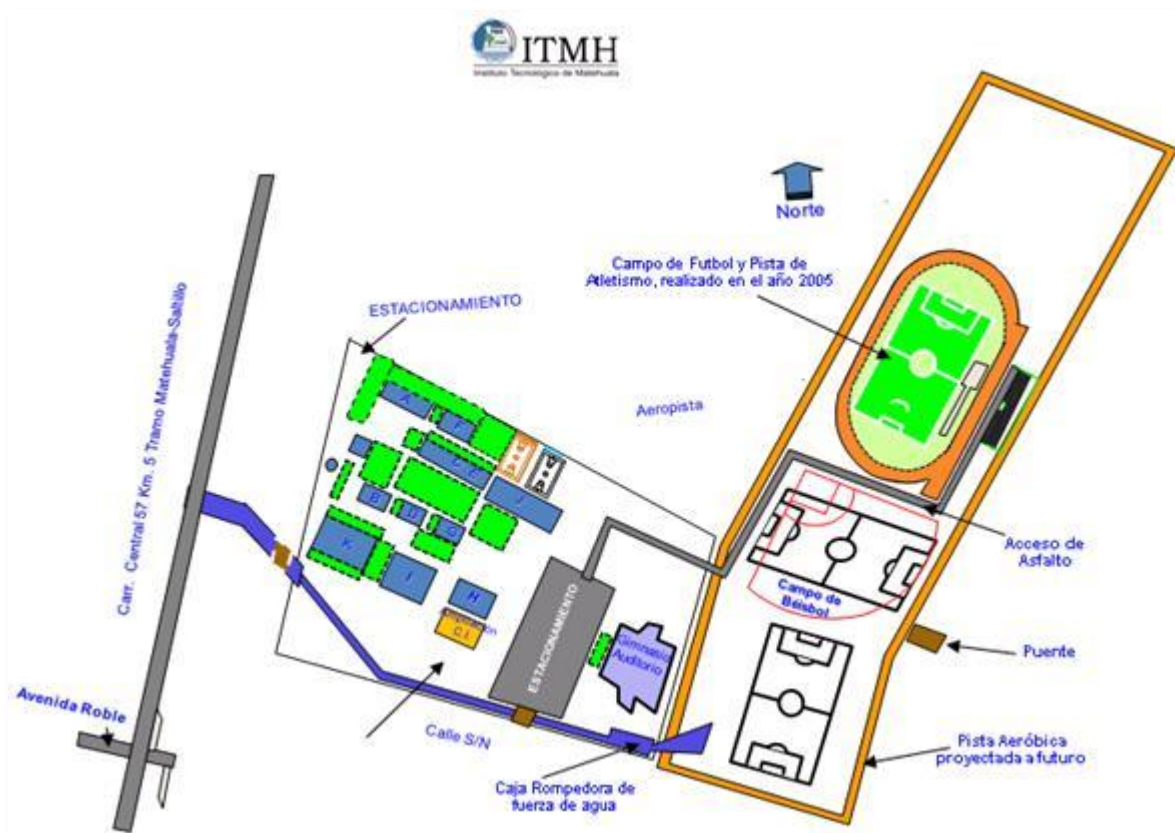 ITMH
Instituto Tecnológico de Matehuala
Norte
Campo de Futbol y Pista de
Atletismo, realizado en el año 2005
ESTACIONAMIENTO
Carr. Central 57 Km. 5 Tramo Matehuala-Saltillo
Aeropista
A
F
B
D
G
J
K
I
H
C.I.
ESTACIONAMIENTO
Gimnasio
Auditorio
Campo de
Béisbol
Acceso de
Asfalto
Puente
Avenida Roble
Calle S/N
Caja Rompedora de
fuerza de agua
Pista Aeróbica
proyectada a futuro